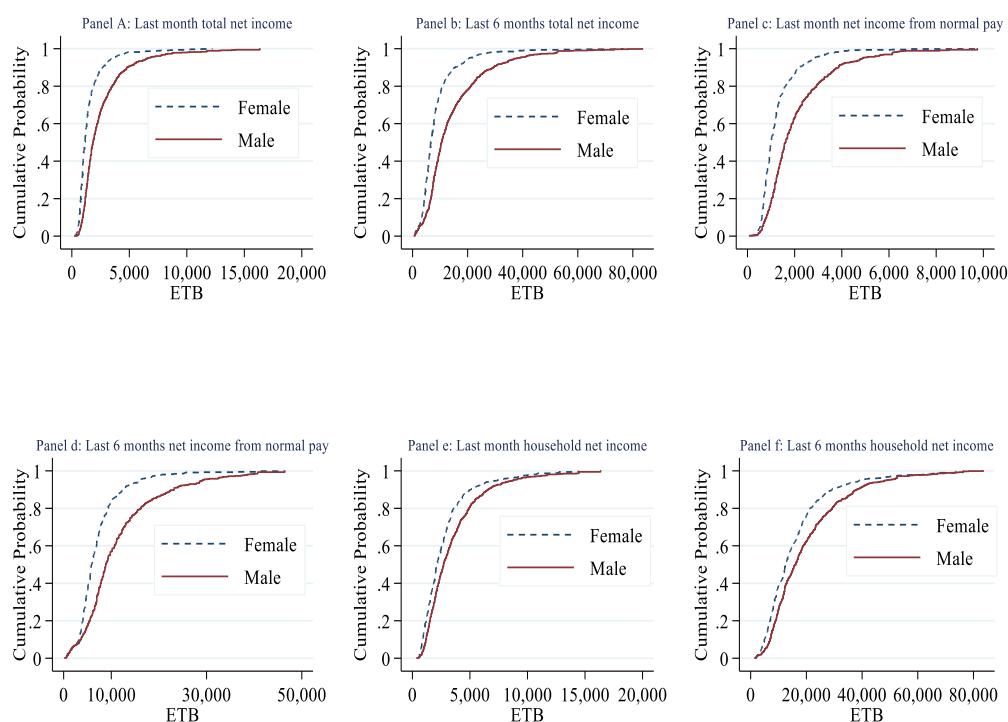 Panel A: Last month total net income
Cumulative Probability
1
.8
.6
.4
.2
0
Female
Male
0 5,000 10,000 15,000 20,000
ETB
Panel b: Last 6 months total net income
Cumulative Probability
1
.8
.6
.4
.2
0
Female
Male
0 20,000 40,000 60,000 80,000
ETB
Panel c: Last month net income from normal pay
Cumulative Probability
1
.8
.6
.4
.2
0
Female
Male
0 2,000 4,000 6,000 8,000 10,000
ETB
Panel d: Last 6 months net income from normal pay
Cumulative Probability
1
.8
.6
.4
.2
0
Female
Male
0 10,000 30,000 50,000
ETB
Panel e: Last month household net income
Cumulative Probability
1
.8
.6
.4
.2
0
Female
Male
0 5,000 10,000 15,000 20,000
ETB
Panel f: Last 6 months household net income
Cumulative Probability
1
.8
.6
.4
.2
0
Female
Male
0 20,000 40,000 60,000 80,000
ETB